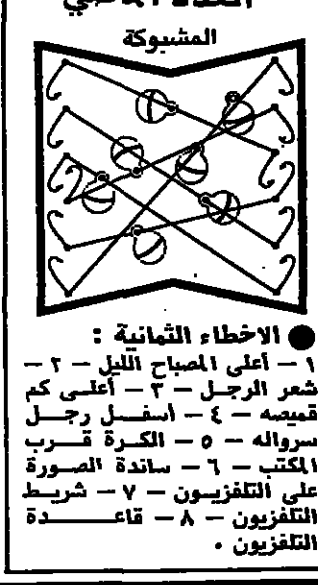 المشبوكة
● الاخطاء الثمانية :
١ – أعلى المصباح الليل – ٢ –
شعر الرجل – ٣ – أعلى كم
قميصه – ٤ – أسفل رجل
سرواله – ٥ – الكرة قرب
المكتب – ٦ – ساندة الصورة
على التلفزيون – ٧ – شريط
التلفزيون – ٨ – قاعدة
التلفزيون .